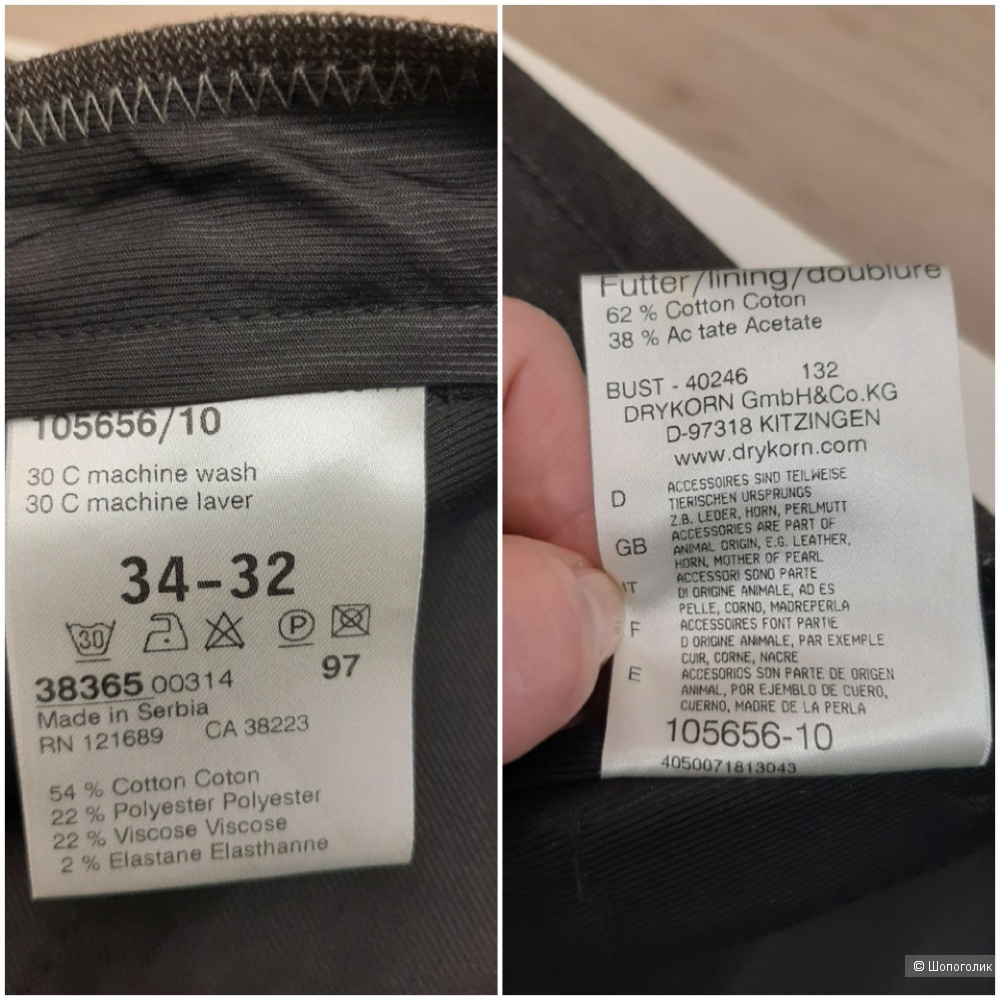 105656/10
30 C machine wash
30 C machine laver
34-32
30 P
97
38365 00314
Made in Serbia
RN 121689 CA 38223
54 % Cotton Coton
22 % Polyester Polyester
22 % Viscose Viscose
2 % Elastane Elasthanne
Futter/lining/doublure
62 % Cotton Coton
38 % Ac tate Acetate
BUST - 40246 132
DRYKORN GmbH&Co.KG
D-97318 KITZINGEN
www.drykorn.com
D ACCESSOIRES SIND TEILWEISE
TIERISCHEN URSPRUNGS
Z.B. LEDER, HORN, PERLMUTT
GB ACCESSORIES ARE PART OF
ANIMAL ORIGIN, E.G. LEATHER,
HORN, MOTHER OF PEARL
IT ACCESSORI SONO PARTE
DI ORIGINE ANIMALE, AD ES
PELLE, CORNO, MADREPERLA
F ACCESSOIRES FONT PARTIE
D ORIGINE ANIMALE, PAR EXEMPLE
CUIR, CORNE, NACRE
E ACCESORIOS SON PARTE DE ORIGEN
ANIMAL, POR EJEMBLO DE CUERO,
CUERNO, MADRE DE LA PERLA
105656-10
4050071813043
© Шопоголик